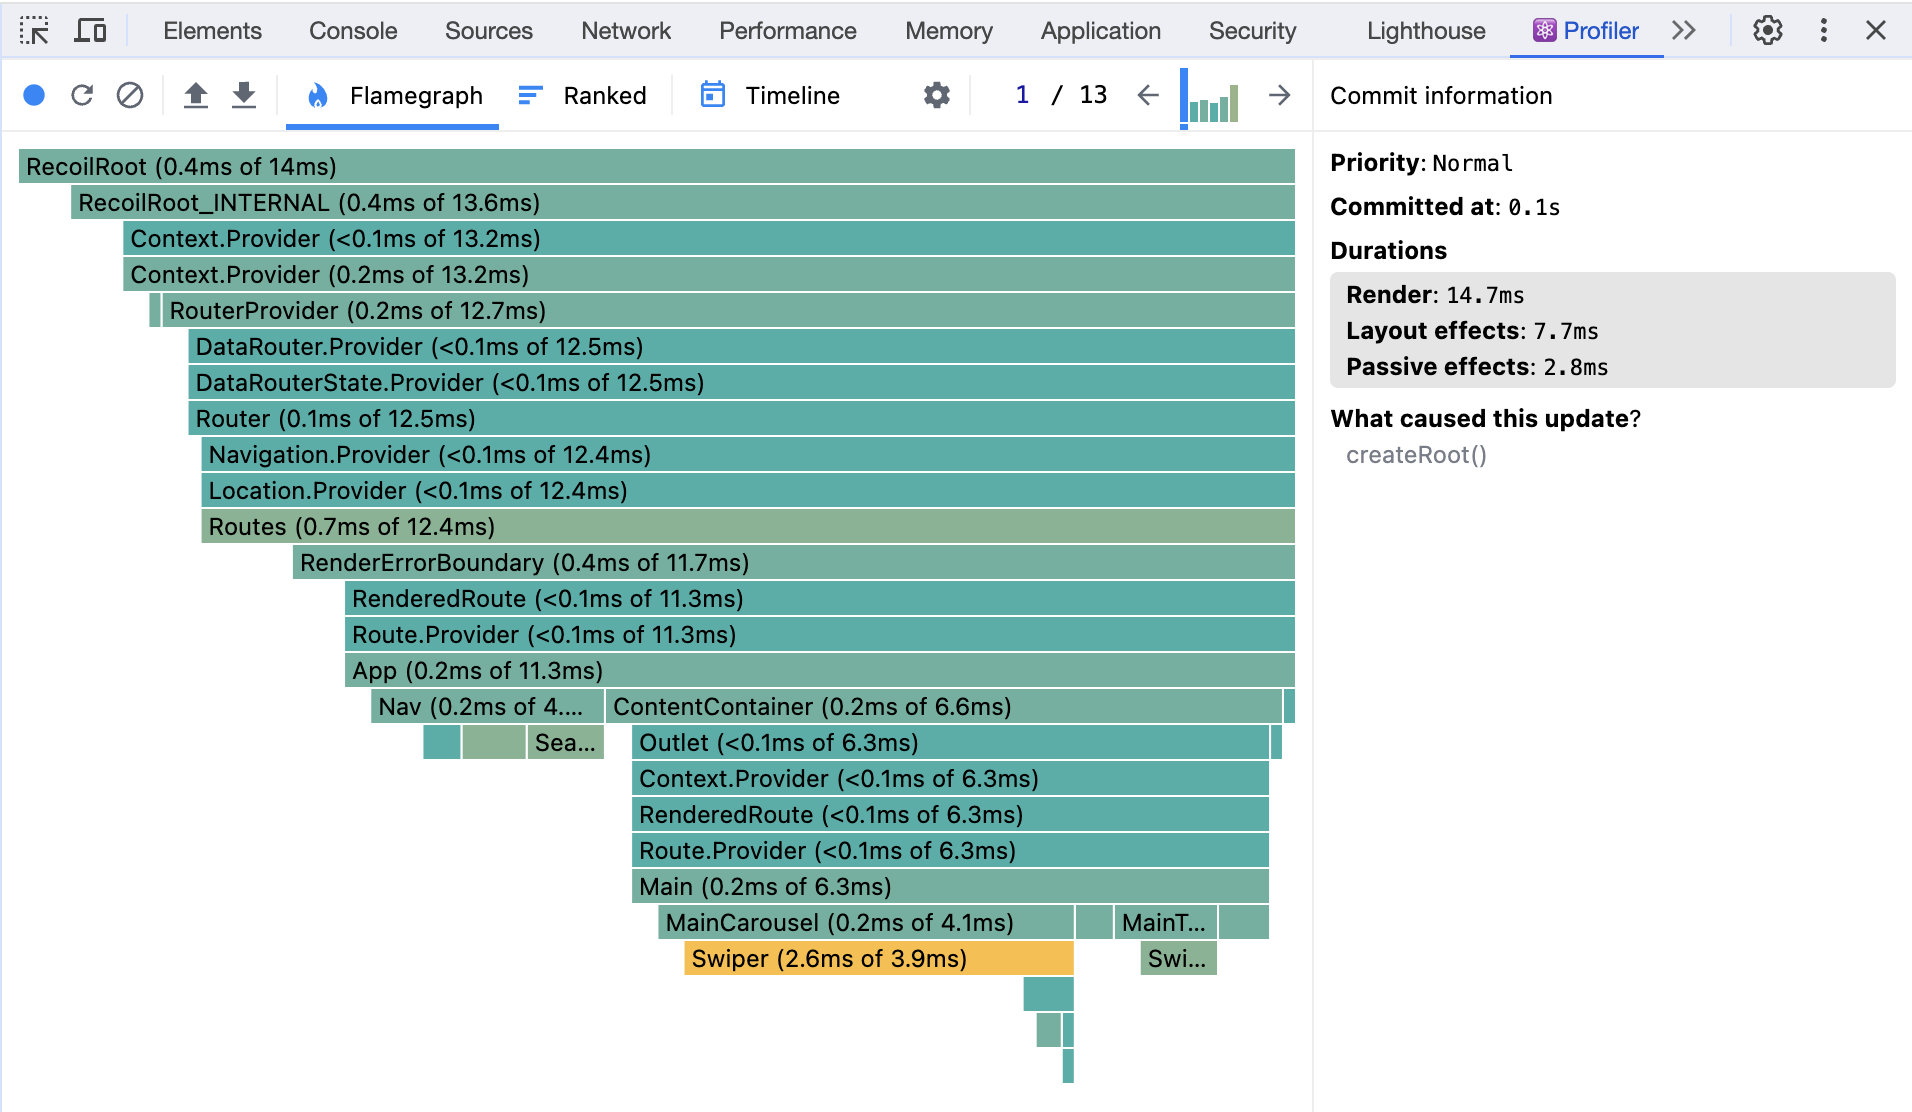 Elements Console Sources Network Performance Memory Application Security Lighthouse Profiler
Flamegraph Ranked Timeline 1 / 13 Commit information
RecoilRoot (0.4ms of 14ms)
RecoilRoot_INTERNAL (0.4ms of 13.6ms)
Context.Provider (<0.1ms of 13.2ms)
Context.Provider (0.2ms of 13.2ms)
RouterProvider (0.2ms of 12.7ms)
DataRouter.Provider (<0.1ms of 12.5ms)
DataRouterState.Provider (<0.1ms of 12.5ms)
Router (0.1ms of 12.5ms)
Navigation.Provider (<0.1ms of 12.4ms)
Location.Provider (<0.1ms of 12.4ms)
Routes (0.7ms of 12.4ms)
RenderErrorBoundary (0.4ms of 11.7ms)
RenderedRoute (<0.1ms of 11.3ms)
Route.Provider (<0.1ms of 11.3ms)
App (0.2ms of 11.3ms)
Nav (0.2ms of 4.... ContentContainer (0.2ms of 6.6ms)
Sea... Outlet (<0.1ms of 6.3ms)
Context.Provider (<0.1ms of 6.3ms)
RenderedRoute (<0.1ms of 6.3ms)
Route.Provider (<0.1ms of 6.3ms)
Main (0.2ms of 6.3ms)
MainCarousel (0.2ms of 4.1ms) MainT...
Swiper (2.6ms of 3.9ms) Swi...
Priority: Normal
Committed at: 0.1s
Durations
Render: 14.7ms
Layout effects: 7.7ms
Passive effects: 2.8ms
What caused this update?
createRoot()